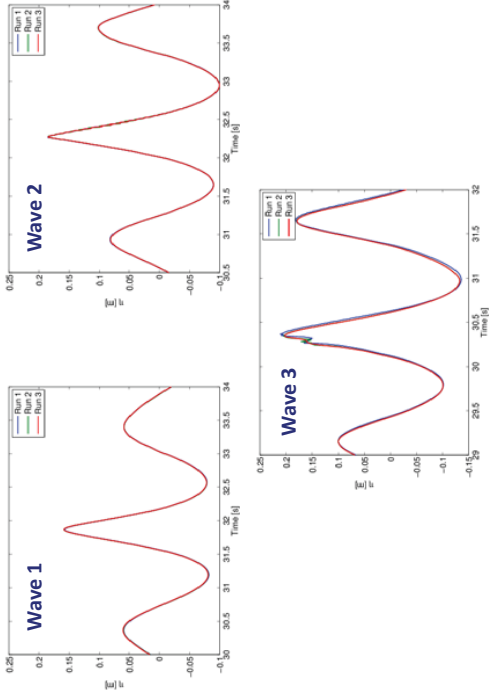 Wave 1
Run 1
Run 2
Run 3
0.25
0.2
0.15
0.1
0.05
0
-0.05
-0.1
η [m]
30 30.5 31 31.5 32 32.5 33 33.5 34
Time [s]
Wave 2
Run 1
Run 2
Run 3
0.25
0.2
0.15
0.1
0.05
0
-0.05
-0.1
η [m]
30.5 31 31.5 32 32.5 33 33.5 34
Time [s]
Wave 3
Run 1
Run 2
Run 3
0.25
0.2
0.15
0.1
0.05
0
-0.05
-0.1
-0.15
η [m]
29 29.5 30 30.5 31 31.5 32
Time [s]